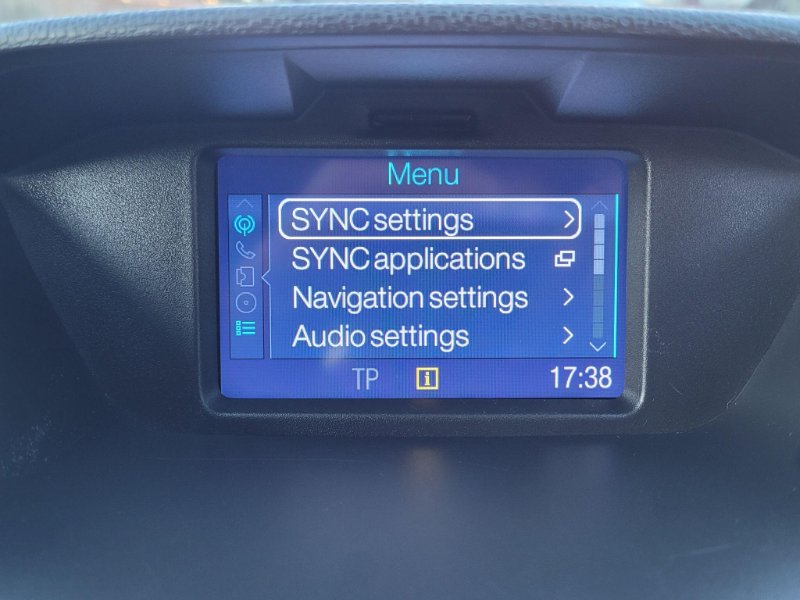 Menu
SYNC settings
SYNC applications
Navigation settings
Audio settings
TP i 17:38